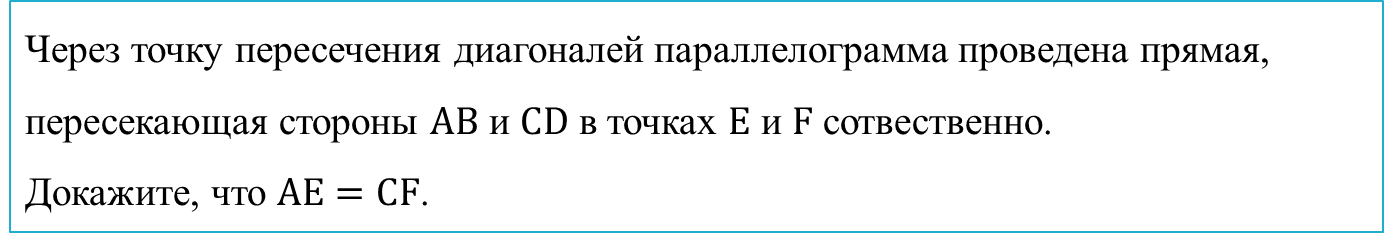 Через точку пересечения диагоналей параллелограмма проведена прямая,
пересекающая стороны AB и CD в точках E и F сотвественно.
Докажите, что AE = CF.